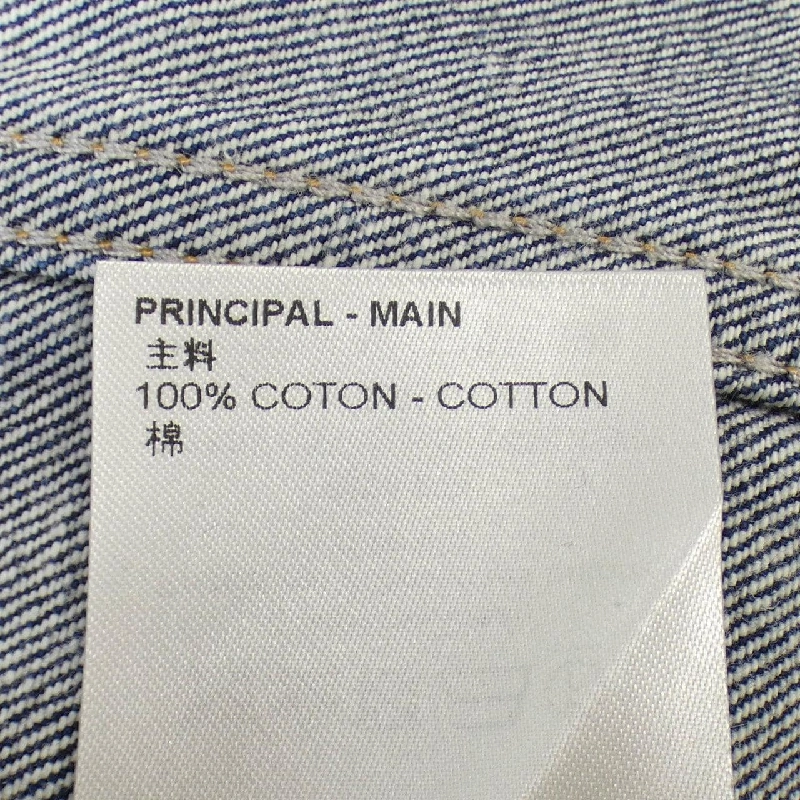 PRINCIPAL - MAIN
主料
100% COTON - COTTON
棉